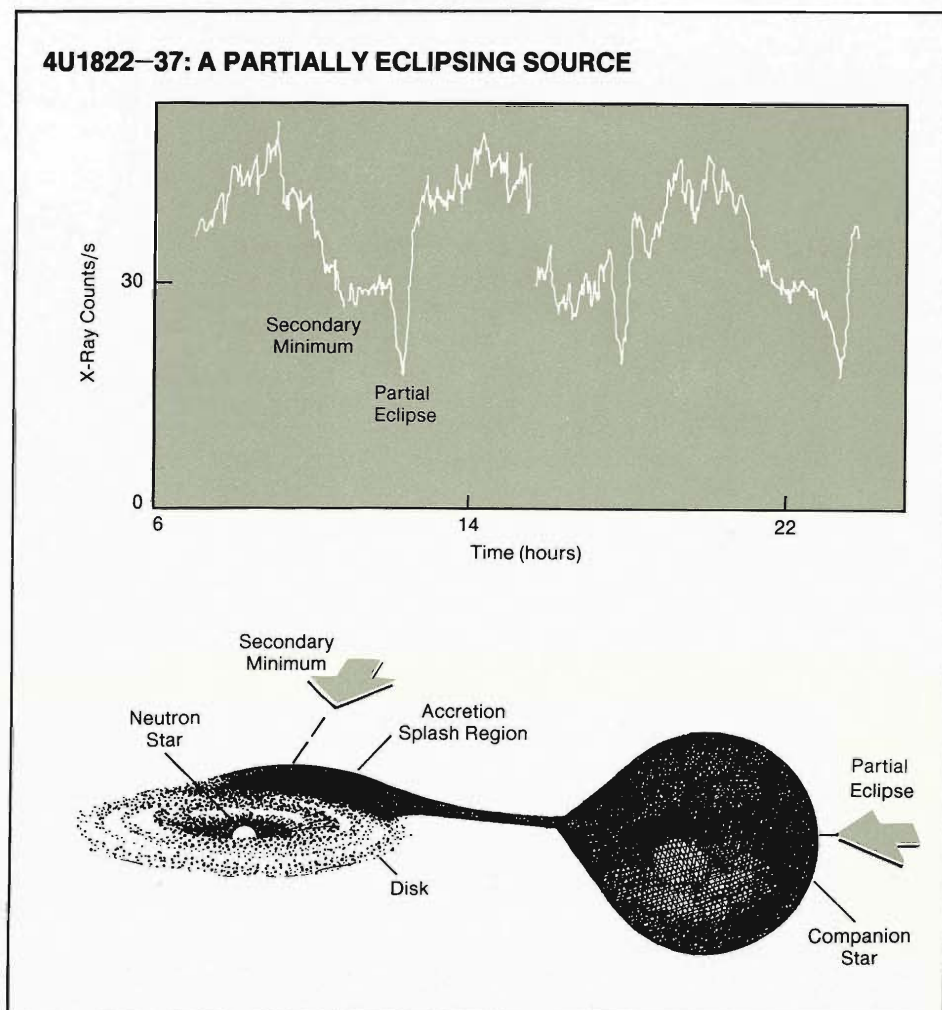 4U1822—37: A PARTIALLY ECLIPSING SOURCE
X-Ray Counts/s
30
0
Secondary
Minimum
Partial
Eclipse
6
14
22
Time (hours)
Secondary
Minimum
Neutron
Star
Accretion
Splash Region
Partial
Eclipse
Disk
Companion
Star